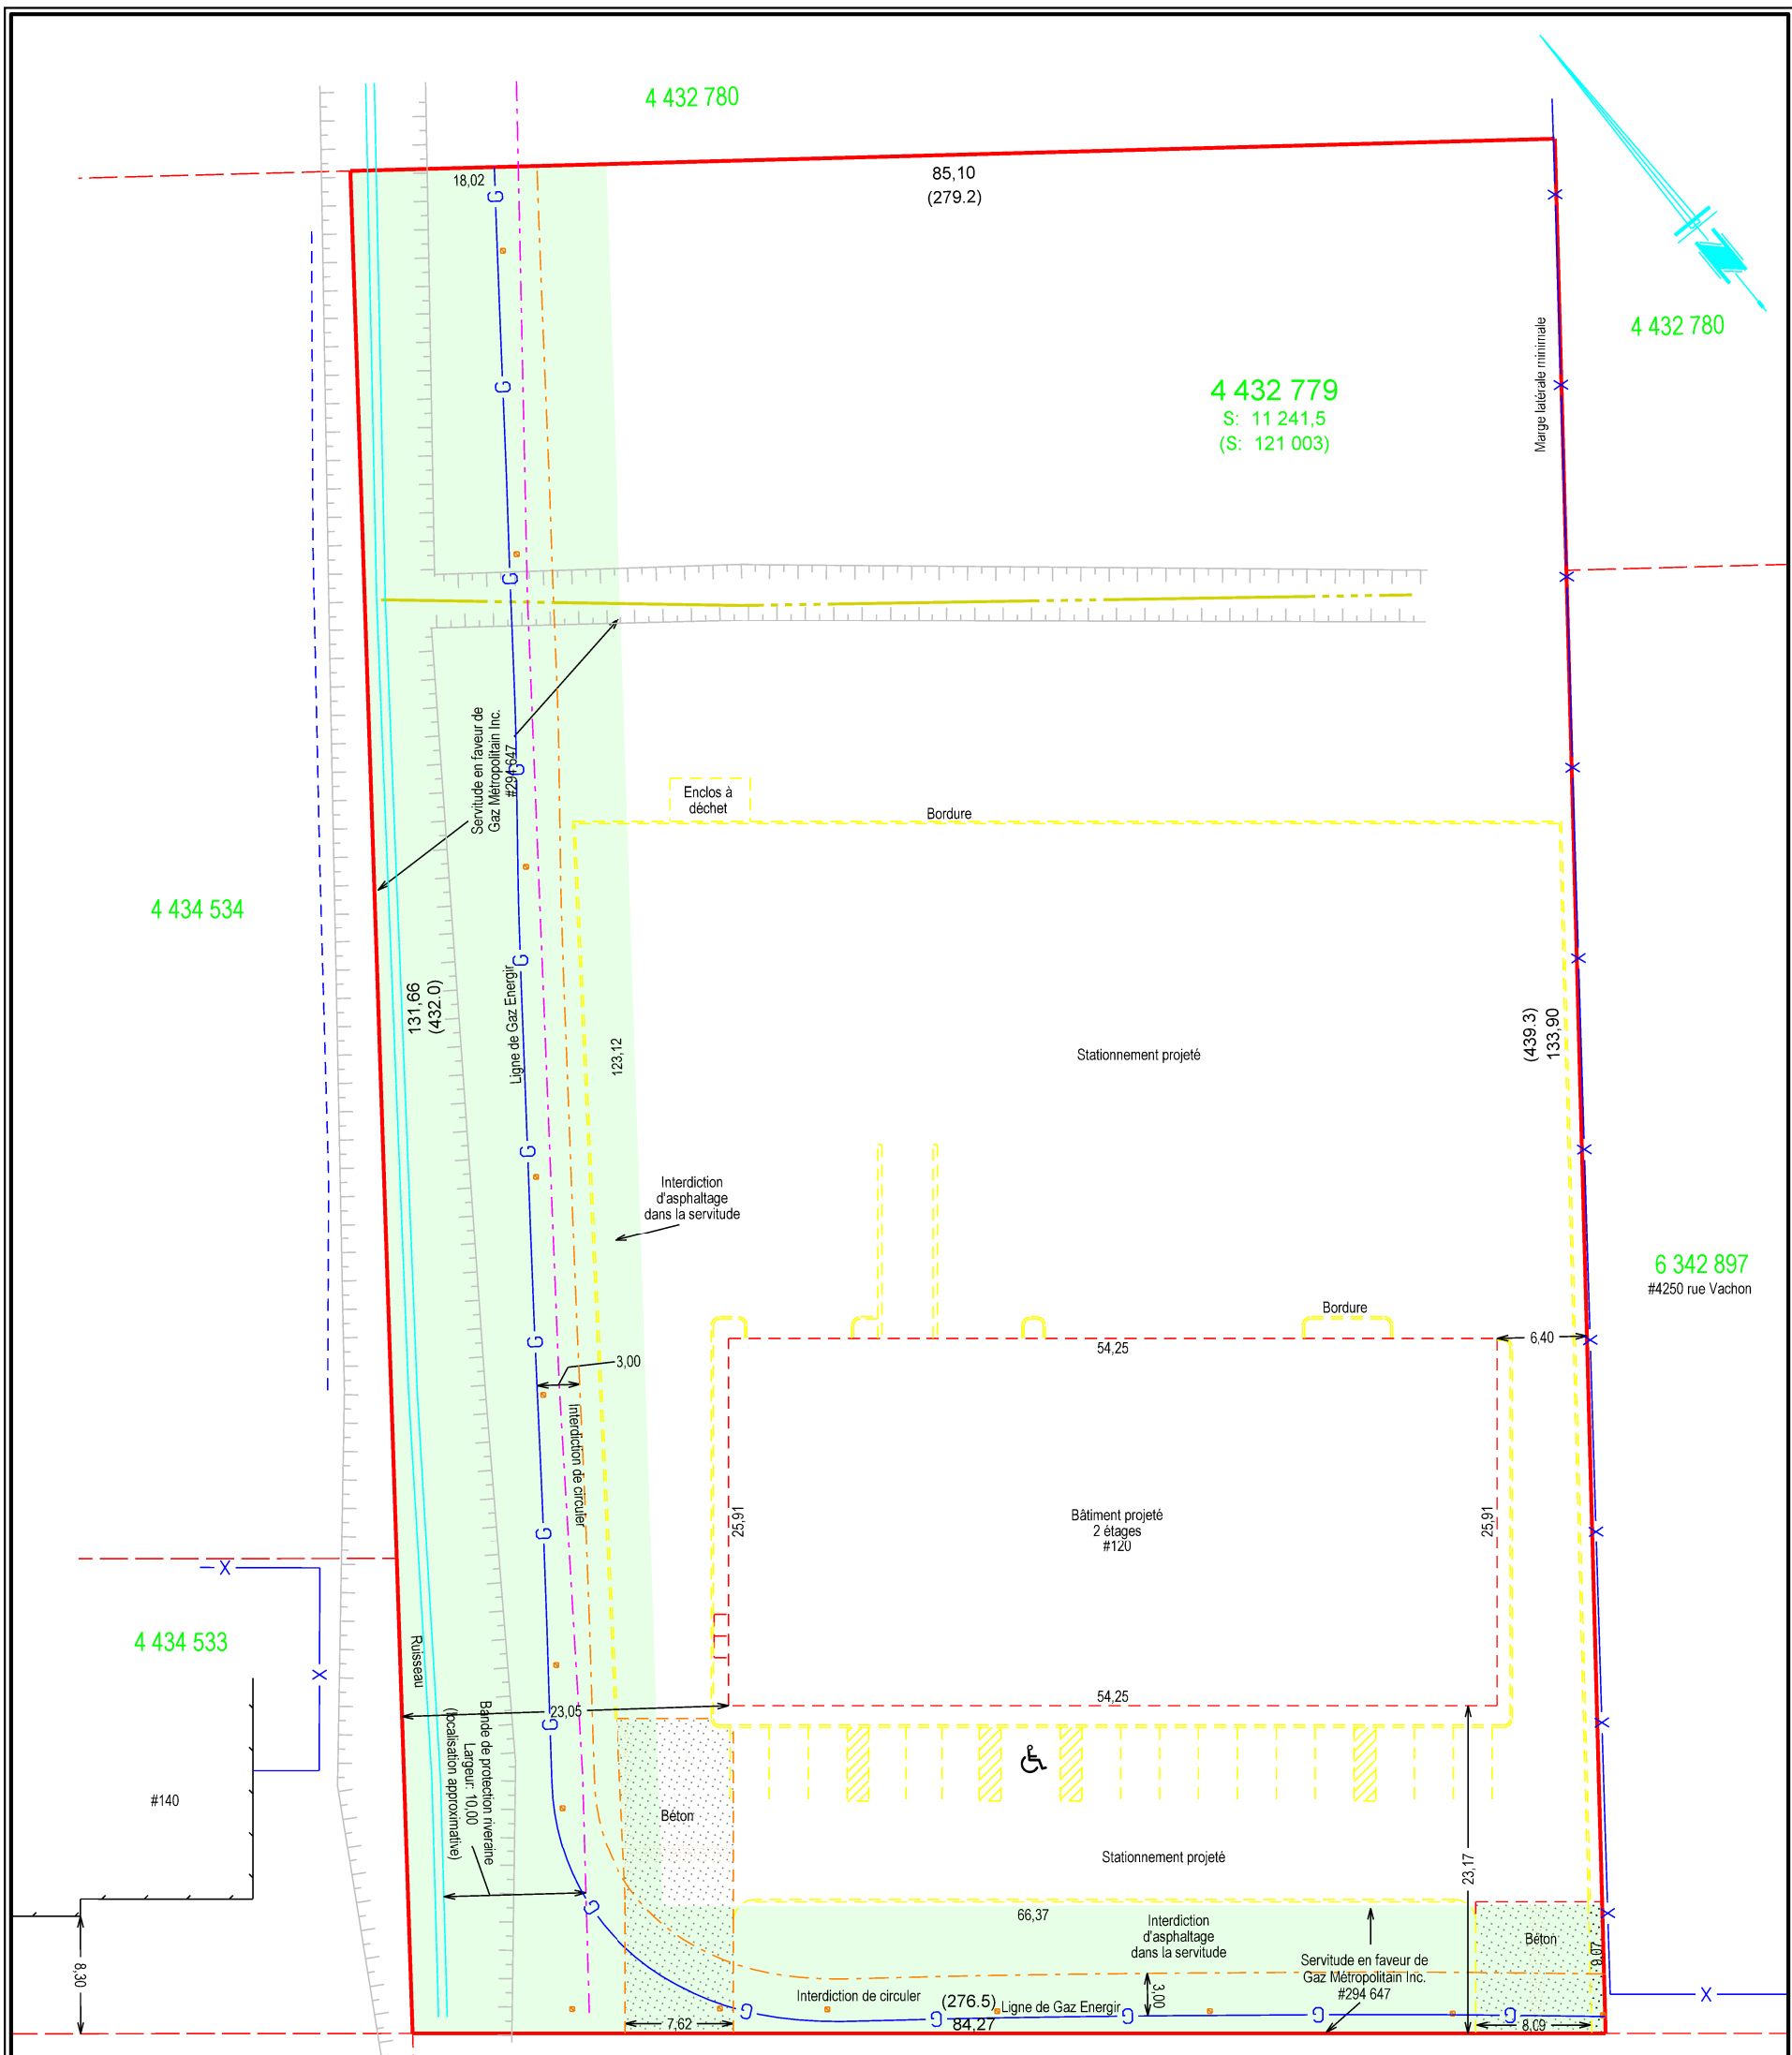 4 432 780
18,02
85,10
(279.2)
G
4 432 780
Marge latérale minimale
4 432 779
S: 11 241,5
(S: 121 003)
Servitude en faveur de
Gaz Métropolitain Inc.
#294 647
Enclos à
déchet
Bordure
4 434 534
131,66
(432.0)
Ligne de Gaz Energir
123,12
Stationnement projeté
(439.3)
133,90
Interdiction
d'asphaltage
dans la servitude
6 342 897
#4250 rue Vachon
Bordure
54,25
6,40
3,00
Interdiction de circuler
25,91
Bâtiment projeté
2 étages
#120
25,91
4 434 533
Ruisseau
54,25
23,05
Bande de protection riveraine
Largeur: 10,00
(localisation approximative)
#140
Béton
Stationnement projeté
23,17
66,37
Interdiction
d'asphaltage
dans la servitude
Servitude en faveur de
Gaz Métropolitain Inc.
#294 647
Béton
9,07
8,30
Interdiction de circuler
(276.5)
Ligne de Gaz Energir
3,00
7,62
84,27
8,09